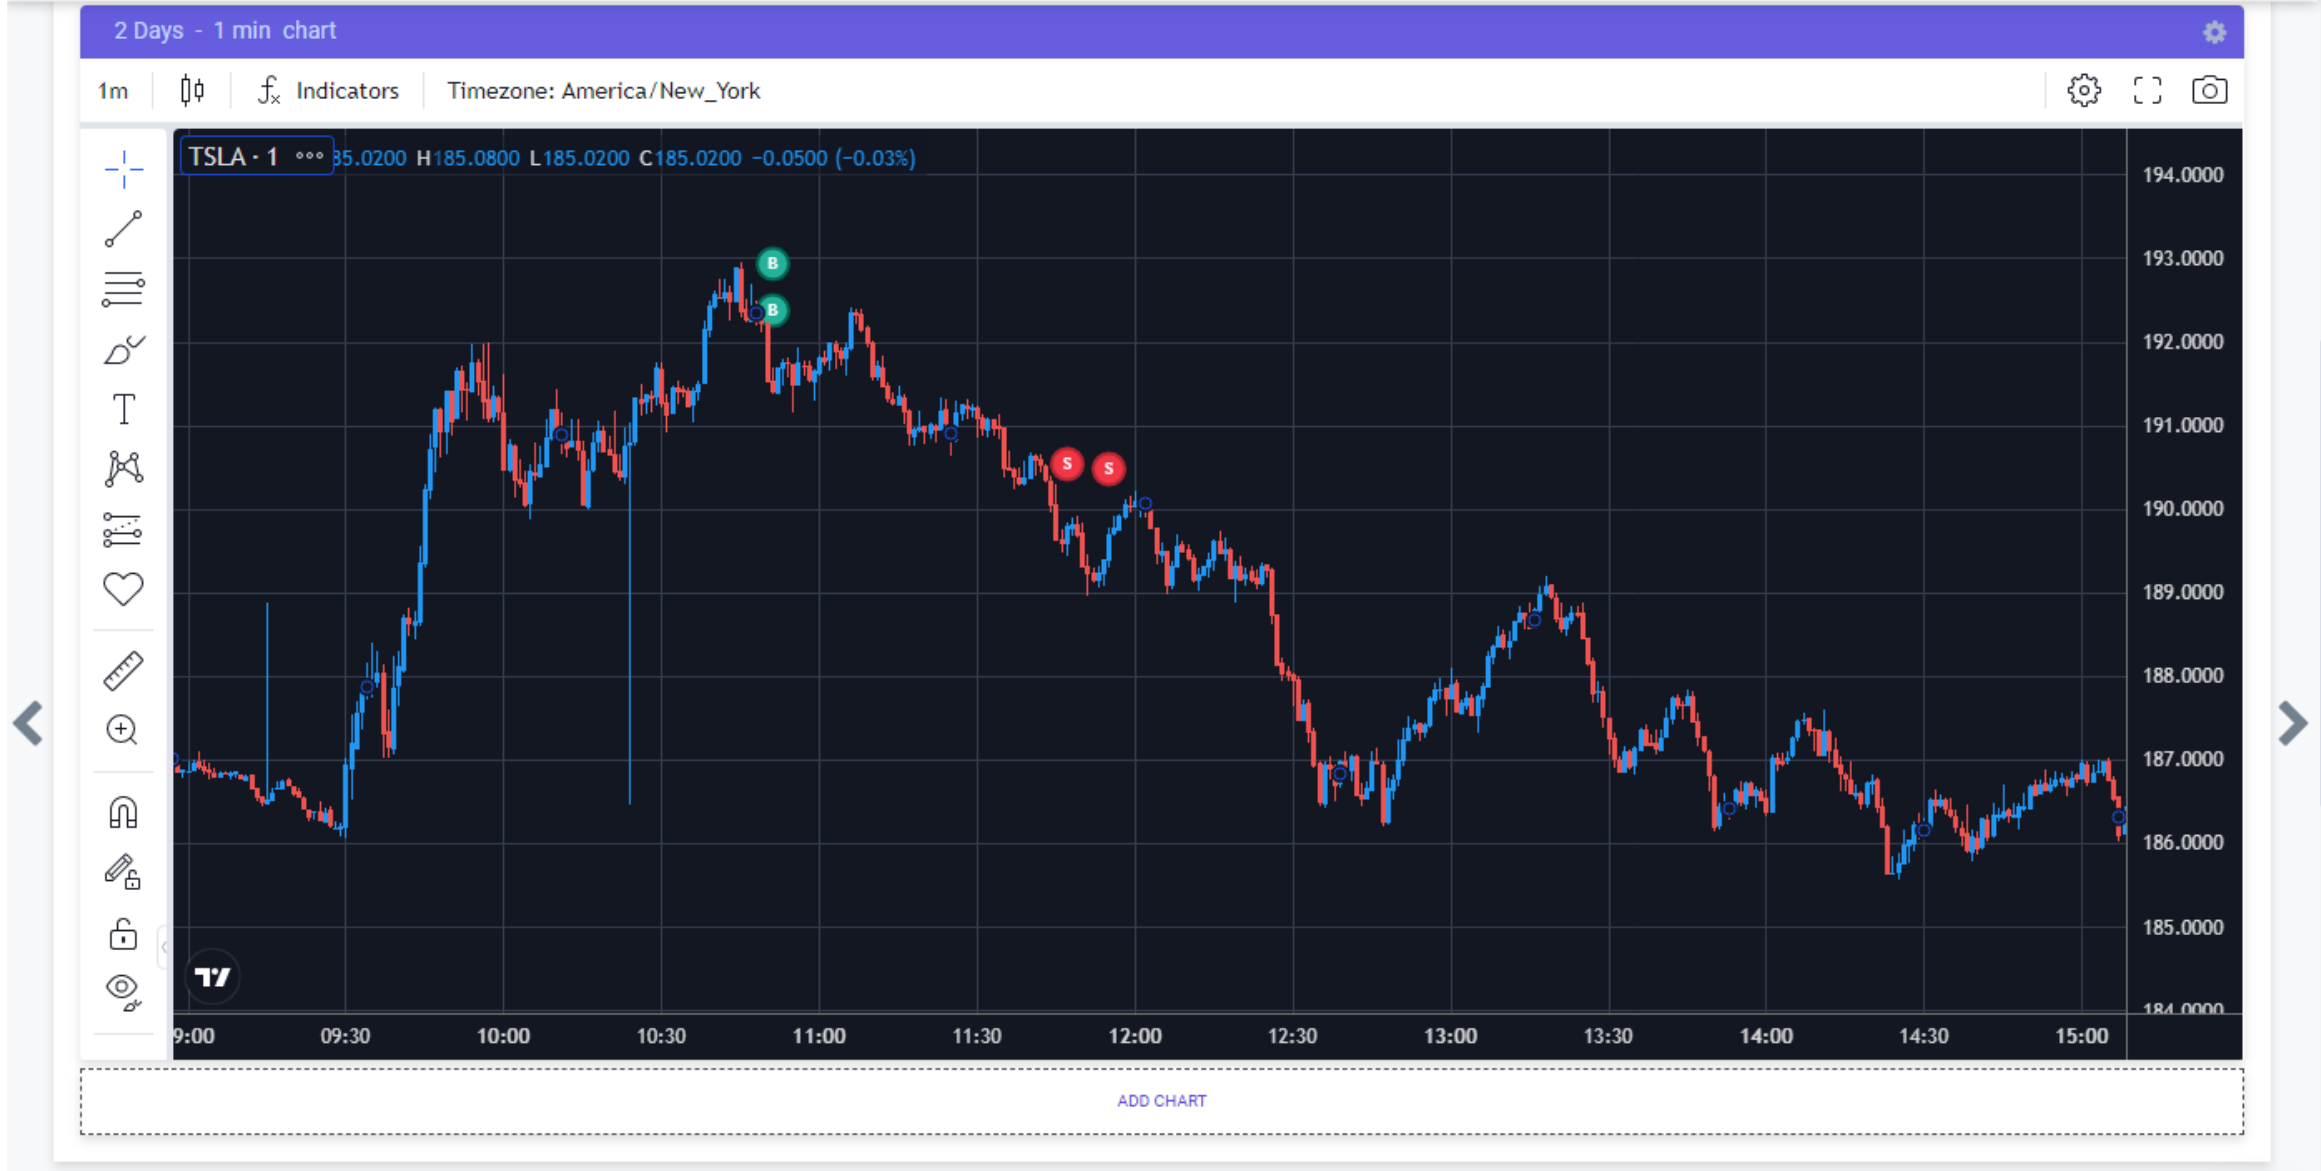 2 Days - 1 min chart
1m
Indicators
Timezone: America/New_York
TSLA · 1 85.0200 H185.0800 L185.0200 C185.0200 −0.0500 (−0.03%)
194.0000
193.0000
B
B
192.0000
191.0000
S S
190.0000
189.0000
188.0000
187.0000
186.0000
185.0000
184.0000
9:00 09:30 10:00 10:30 11:00 11:30 12:00 12:30 13:00 13:30 14:00 14:30 15:00
ADD CHART